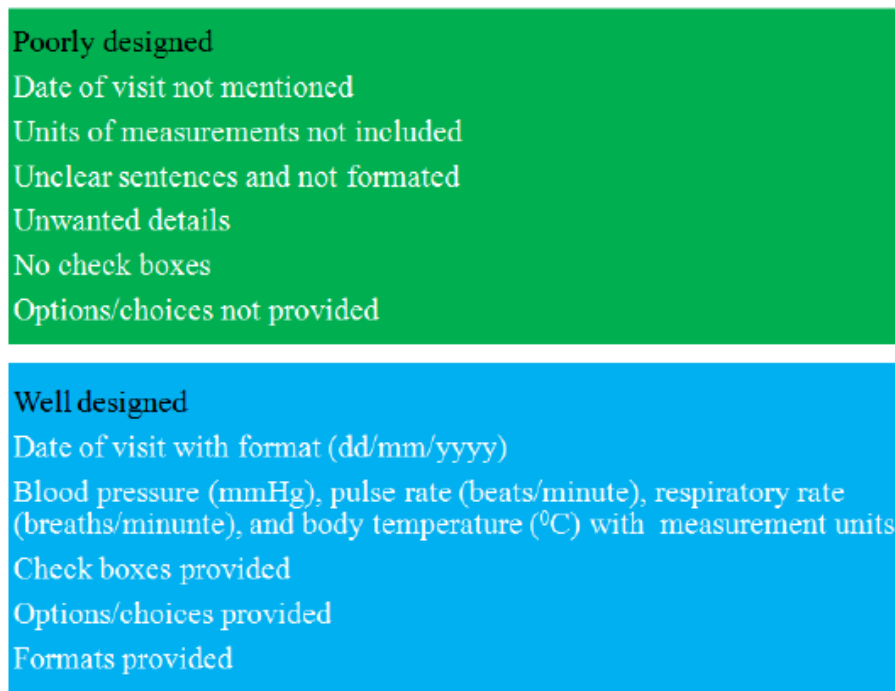 Poorly designed
Date of visit not mentioned
Units of measurements not included
Unclear sentences and not formated
Unwanted details
No check boxes
Options/choices not provided
Well designed
Date of visit with format (dd/mm/yyyy)
Blood pressure (mmHg), pulse rate (beats/minute), respiratory rate
(breaths/minunte), and body temperature (⁰C) with measurement units
Check boxes provided
Options/choices provided
Formats provided